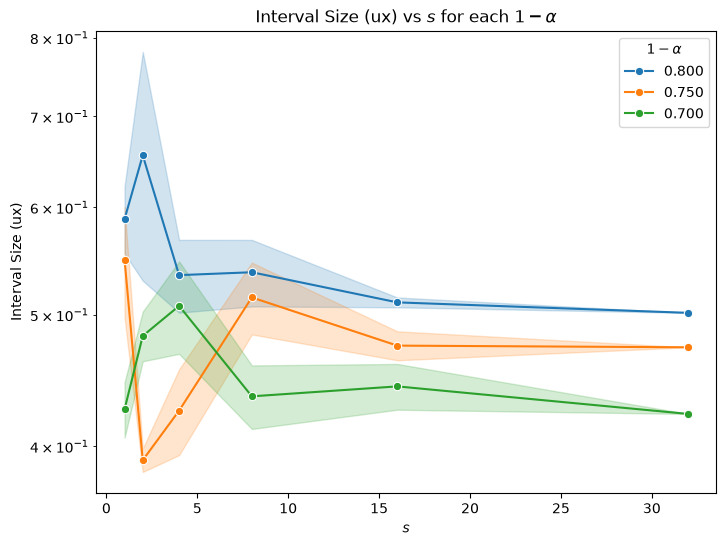 Interval Size (ux) vs s for each 1 − α
Interval Size (ux)
8 × 10⁻¹
7 × 10⁻¹
6 × 10⁻¹
5 × 10⁻¹
4 × 10⁻¹
1 − α
0.800
0.750
0.700
0 5 10 15 20 25 30
s